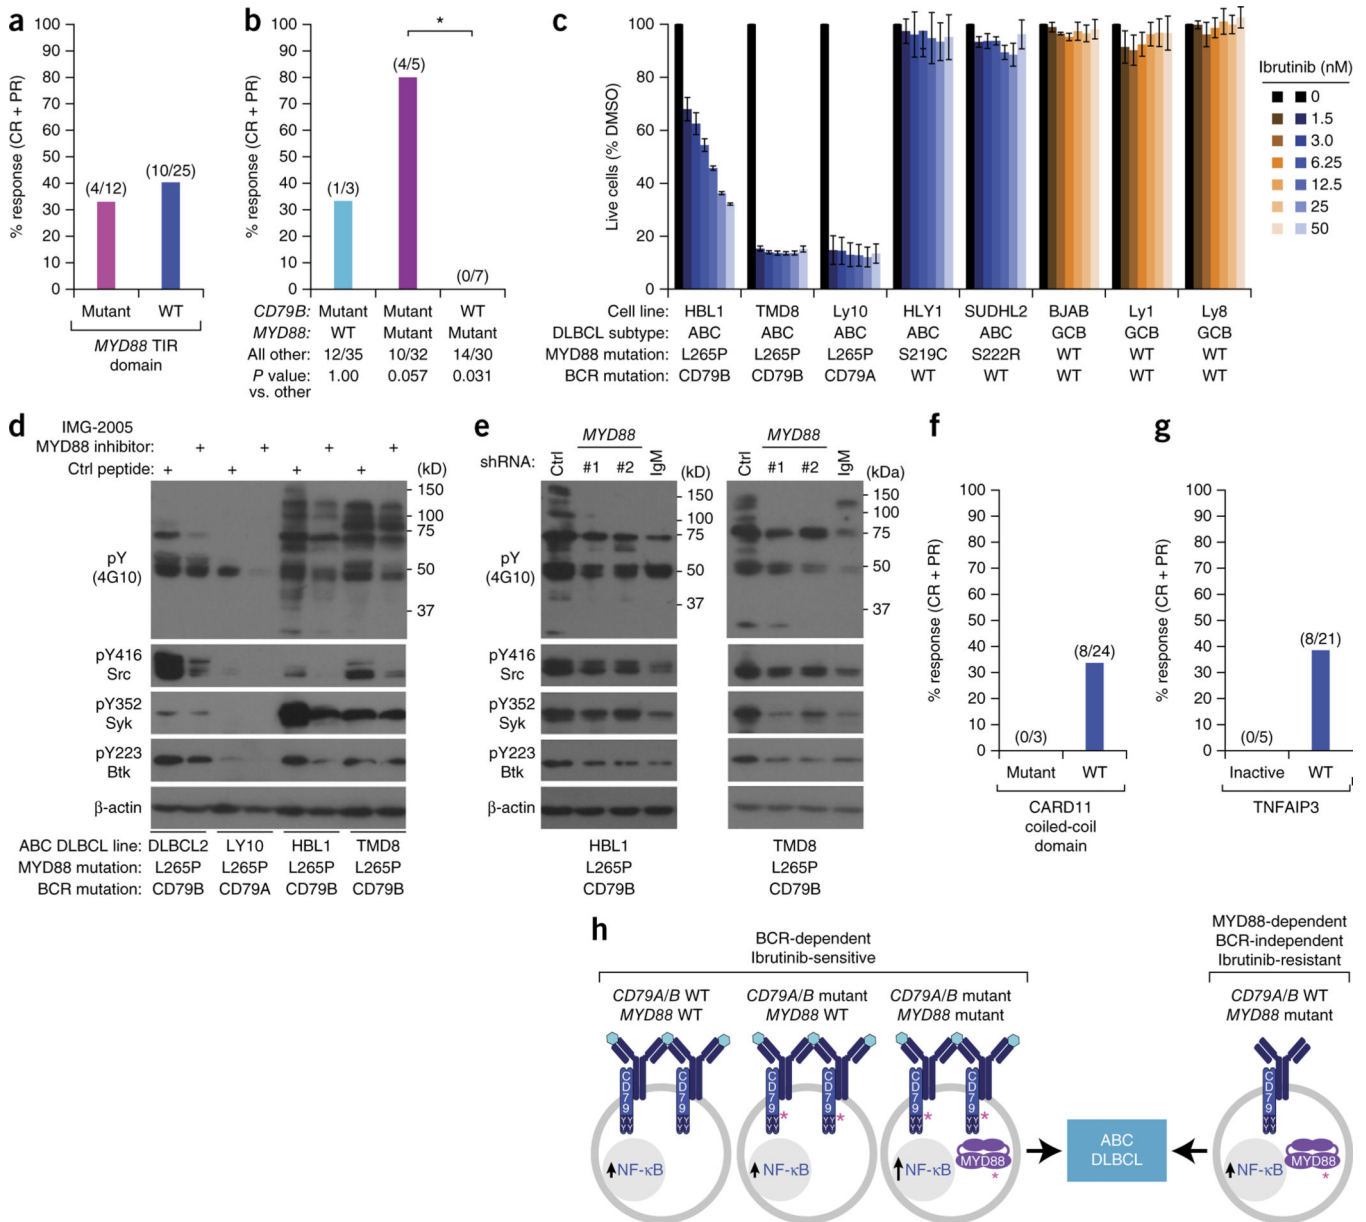 a
% response (CR + PR)
100
90
80
70
60
50
40
30
20
10
0
(4/12)
(10/25)
Mutant WT
MYD88 TIR
domain
b
% response (CR + PR)
100
90
80
70
60
50
40
30
20
10
0
*
(1/3)
(4/5)
(0/7)
CD79B: Mutant Mutant WT
MYD88: WT Mutant Mutant
All other: 12/35 10/32 14/30
P value: 1.00 0.057 0.031
vs. other
c
Live cells (% DMSO)
100
80
60
40
20
0
Cell line: HBL1 TMD8 Ly10 HLY1 SUDHL2 BJAB Ly1 Ly8
DLBCL subtype: ABC ABC ABC ABC ABC GCB GCB GCB
MYD88 mutation: L265P L265P L265P S219C S222R WT WT WT
BCR mutation: CD79B CD79B CD79A WT WT WT WT WT
Ibrutinib (nM)
0
1.5
3.0
6.25
12.5
25
50
d
IMG-2005
MYD88 inhibitor: + + + +
Ctrl peptide: + + + +
(kD)
150
100
75
50
37
pY
(4G10)
pY416
Src
pY352
Syk
pY223
Btk
β-actin
ABC DLBCL line: DLBCL2 LY10 HBL1 TMD8
MYD88 mutation: L265P L265P L265P L265P
BCR mutation: CD79B CD79A CD79B CD79B
e
MYD88
shRNA: Ctrl #1 #2 IgM
(kD)
150
100
75
50
37
MYD88
Ctrl #1 #2 IgM
(kDa)
150
100
75
50
37
pY
(4G10)
pY416
Src
pY352
Syk
pY223
Btk
β-actin
HBL1
L265P
CD79B
TMD8
L265P
CD79B
f
% response (CR + PR)
100
90
80
70
60
50
40
30
20
10
0
(0/3)
(8/24)
Mutant WT
CARD11
coiled-coil
domain
g
% response (CR + PR)
100
90
80
70
60
50
40
30
20
10
0
(0/5)
(8/21)
Inactive WT
TNFAIP3
h
BCR-dependent
Ibrutinib-sensitive
CD79A/B WT
MYD88 WT
CD79A/B mutant
MYD88 WT
CD79A/B mutant
MYD88 mutant
MYD88-dependent
BCR-independent
Ibrutinib-resistant
CD79A/B WT
MYD88 mutant
CD79
CD79
NF-κB
CD79
*
CD79
*
NF-κB
CD79
*
CD79
*
NF-κB
MYD88
*
ABC
DLBCL
CD79
NF-κB
MYD88
*